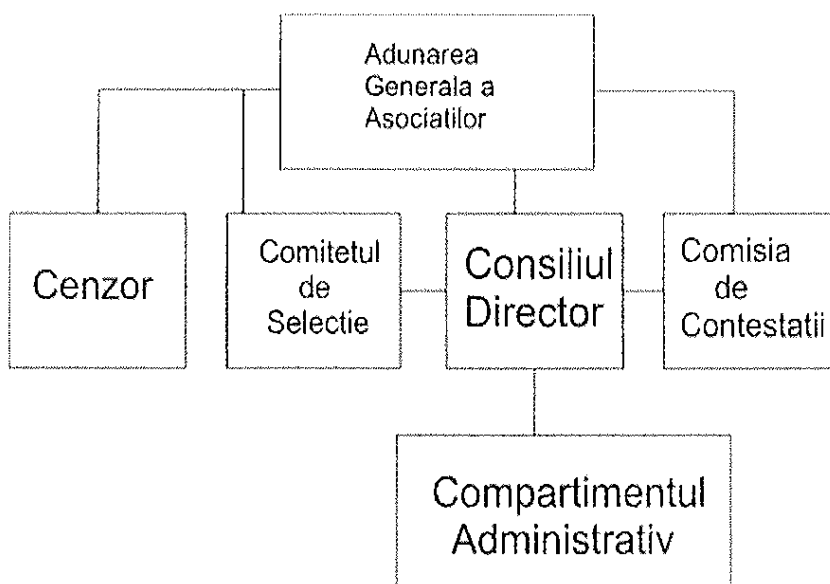 Adunarea
Generala a
Asociatilor
Cenzor
Comitetul
de
Selectie
Consiliul
Director
Comisia
de
Contestatii
Compartimentul
Administrativ